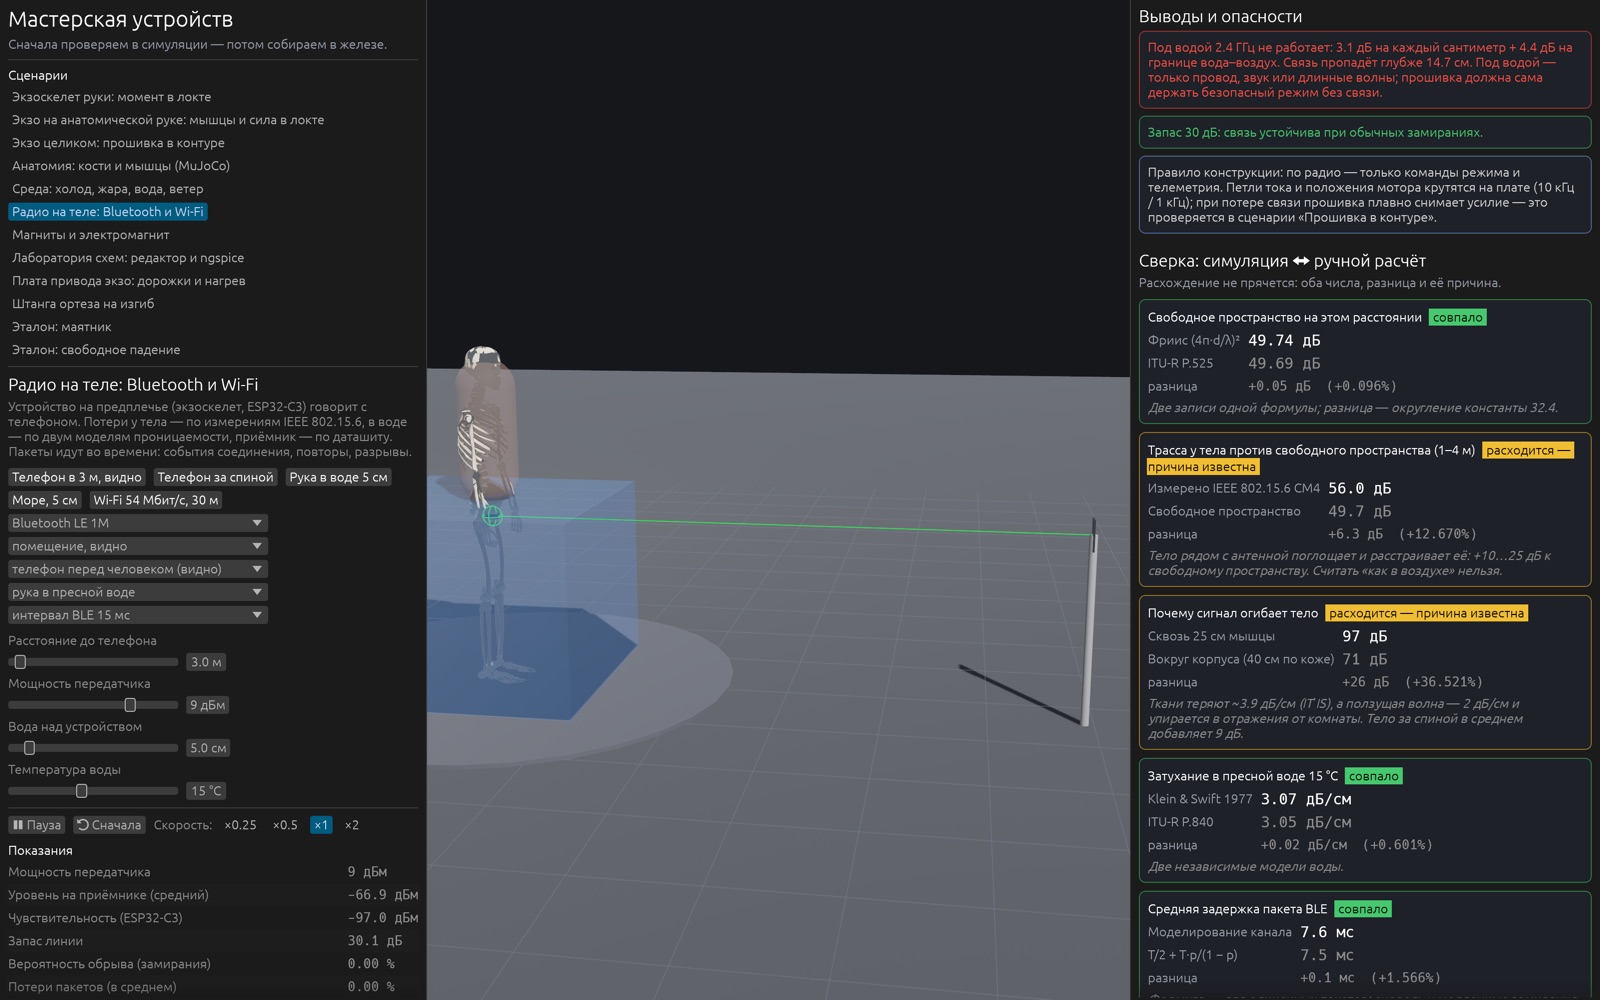 Мастерская устройств
Сначала проверяем в симуляции — потом собираем в железе.
Сценарии
Экзоскелет руки: момент в локте
Экзо на анатомической руке: мышцы и сила в локте
Экзо целиком: прошивка в контуре
Анатомия: кости и мышцы (MuJoCo)
Среда: холод, жара, вода, ветер
Радио на теле: Bluetooth и Wi-Fi
Магниты и электромагнит
Лаборатория схем: редактор и ngspice
Плата привода экзо: дорожки и нагрев
Штанга ортеза на изгиб
Эталон: маятник
Эталон: свободное падение
Радио на теле: Bluetooth и Wi-Fi
Устройство на предплечье (экзоскелет, ESP32-C3) говорит с
телефоном. Потери у тела — по измерениям IEEE 802.15.6, в воде
— по двум моделям проницаемости, приёмник — по даташиту.
Пакеты идут во времени: события соединения, повторы, разрывы.
Телефон в 3 м, видно Телефон за спиной Рука в воде 5 см
Море, 5 см Wi-Fi 54 Мбит/с, 30 м
Bluetooth LE 1M
помещение, видно
телефон перед человеком (видно)
рука в пресной воде
интервал BLE 15 мс
Расстояние до телефона
3.0 м
Мощность передатчика
9 дБм
Вода над устройством
5.0 см
Температура воды
15 °C
Пауза Сначала Скорость: ×0.25 ×0.5 ×1 ×2
Показания
Мощность передатчика 9 дБм
Уровень на приёмнике (средний) −66.9 дБм
Чувствительность (ESP32-C3) −97.0 дБм
Запас линии 30.1 дБ
Вероятность обрыва (замирания) 0.00 %
Потери пакетов (в среднем) 0.00 %
Выводы и опасности
Под водой 2.4 ГГц не работает: 3.1 дБ на каждый сантиметр + 4.4 дБ на
границе вода–воздух. Связь пропадёт глубже 14.7 см. Под водой —
только провод, звук или длинные волны; прошивка должна сама
держать безопасный режим без связи.
Запас 30 дБ: связь устойчива при обычных замираниях.
Правило конструкции: по радио — только команды режима и
телеметрия. Петли тока и положения мотора крутятся на плате (10 кГц
/ 1 кГц); при потере связи прошивка плавно снимает усилие — это
проверяется в сценарии «Прошивка в контуре».
Сверка: симуляция ⬌ ручной расчёт
Расхождение не прячется: оба числа, разница и её причина.
Свободное пространство на этом расстоянии совпало
Фриис (4π·d/λ)² 49.74 дБ
ITU-R P.525 49.69 дБ
разница +0.05 дБ (+0.096%)
Две записи одной формулы; разница — округление константы 32.4.
Трасса у тела против свободного пространства (1–4 м) расходится —
причина известна
Измерено IEEE 802.15.6 CM4 56.0 дБ
Свободное пространство 49.7 дБ
разница +6.3 дБ (+12.670%)
Тело рядом с антенной поглощает и расстраивает её: +10…25 дБ к
свободному пространству. Считать «как в воздухе» нельзя.
Почему сигнал огибает тело расходится — причина известна
Сквозь 25 см мышцы 97 дБ
Вокруг корпуса (40 см по коже) 71 дБ
разница +26 дБ (+36.521%)
Ткани теряют ~3.9 дБ/см (IT'IS), а ползущая волна — 2 дБ/см и
упирается в отражения от комнаты. Тело за спиной в среднем
добавляет 9 дБ.
Затухание в пресной воде 15 °C совпало
Klein & Swift 1977 3.07 дБ/см
ITU-R P.840 3.05 дБ/см
разница +0.02 дБ/см (+0.601%)
Две независимые модели воды.
Средняя задержка пакета BLE совпало
Моделирование канала 7.6 мс
T/2 + T·p/(1 − p) 7.5 мс
разница +0.1 мс (+1.566%)